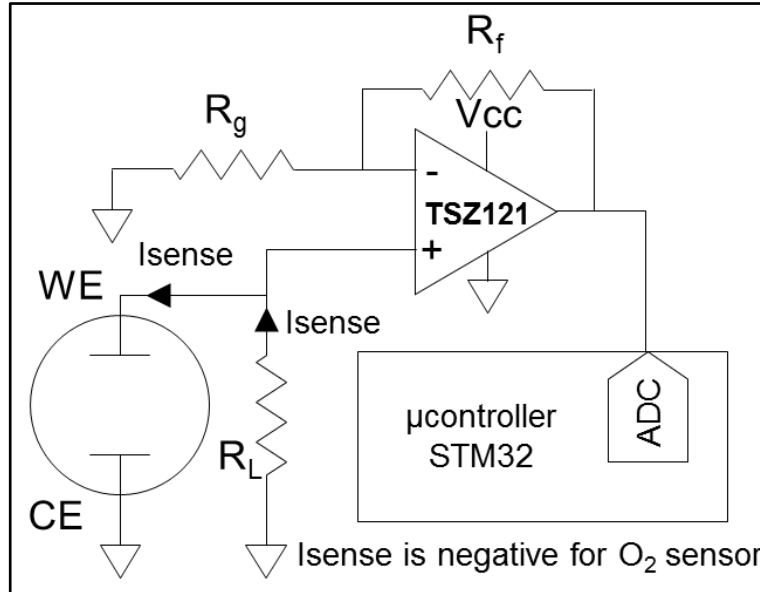 Rf
Rg
Vcc
-
TSZ121
+
Isense
WE
Isense
µcontroller
STM32
ADC
RL
CE
Isense is negative for O2 sensor